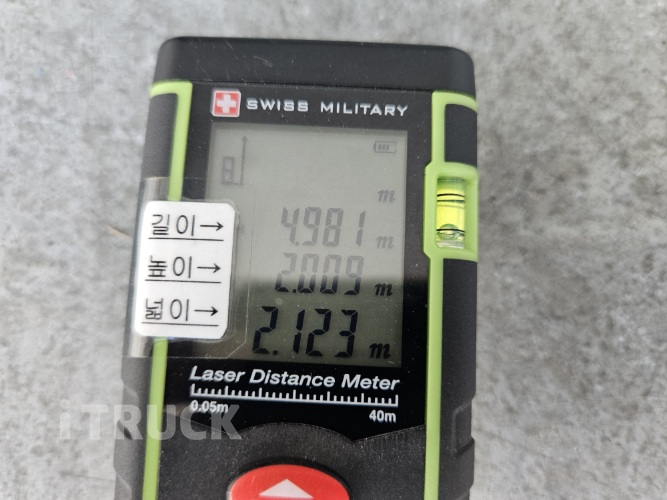 SWISS MILITARY
m
길이→ 4.981 m
높이→ 2.009 m
넓이→ 2.123 m
Laser Distance Meter
0.05m 40m
iTRUCK